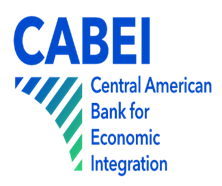 CABEI
Central American
Bank for
Economic
Integration